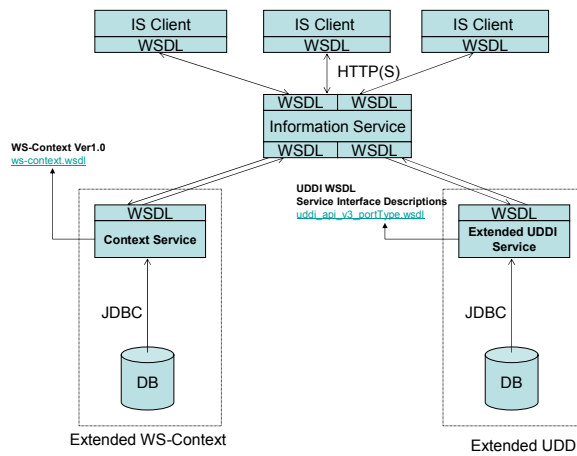 IS Client
WSDL
IS Client
WSDL
IS Client
WSDL
HTTP(S)
WSDL WSDL
Information Service
WSDL WSDL
WS-Context Ver1.0
ws-context.wsdl
UDDI WSDL
Service Interface Descriptions
uddi_api_v3_portType.wsdl
WSDL
Context Service
WSDL
Extended UDDI
Service
JDBC
JDBC
DB
DB
Extended WS-Context
Extended UDD